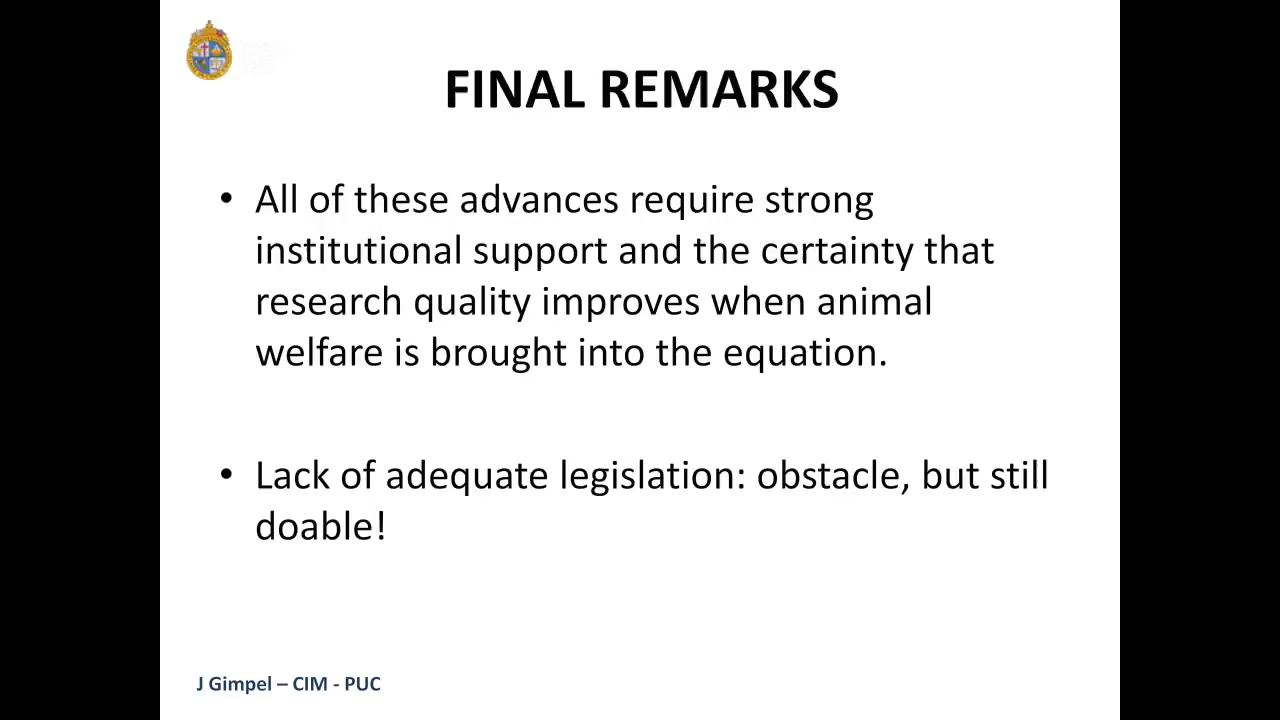 FINAL REMARKS
• All of these advances require strong
institutional support and the certainty that
research quality improves when animal
welfare is brought into the equation.
• Lack of adequate legislation: obstacle, but still
doable!
J Gimpel – CIM - PUC